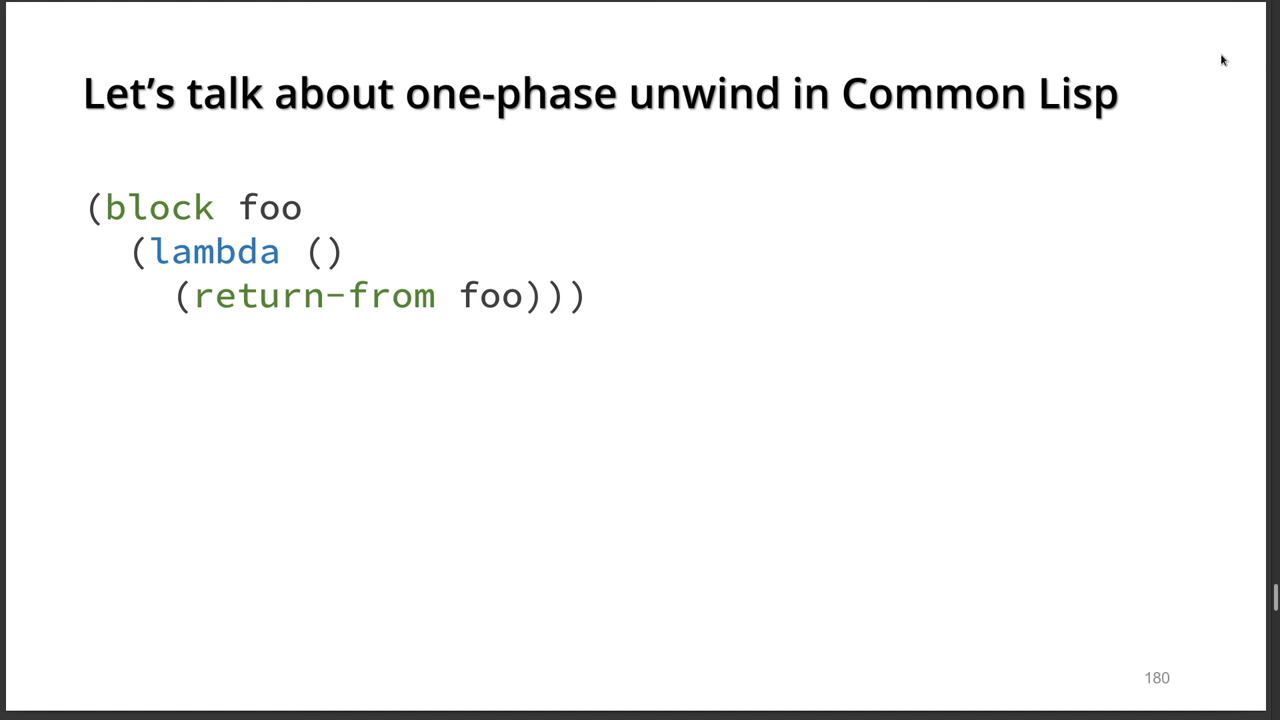 Let’s talk about one-phase unwind in Common Lisp
(block foo
  (lambda ()
    (return-from foo)))
180